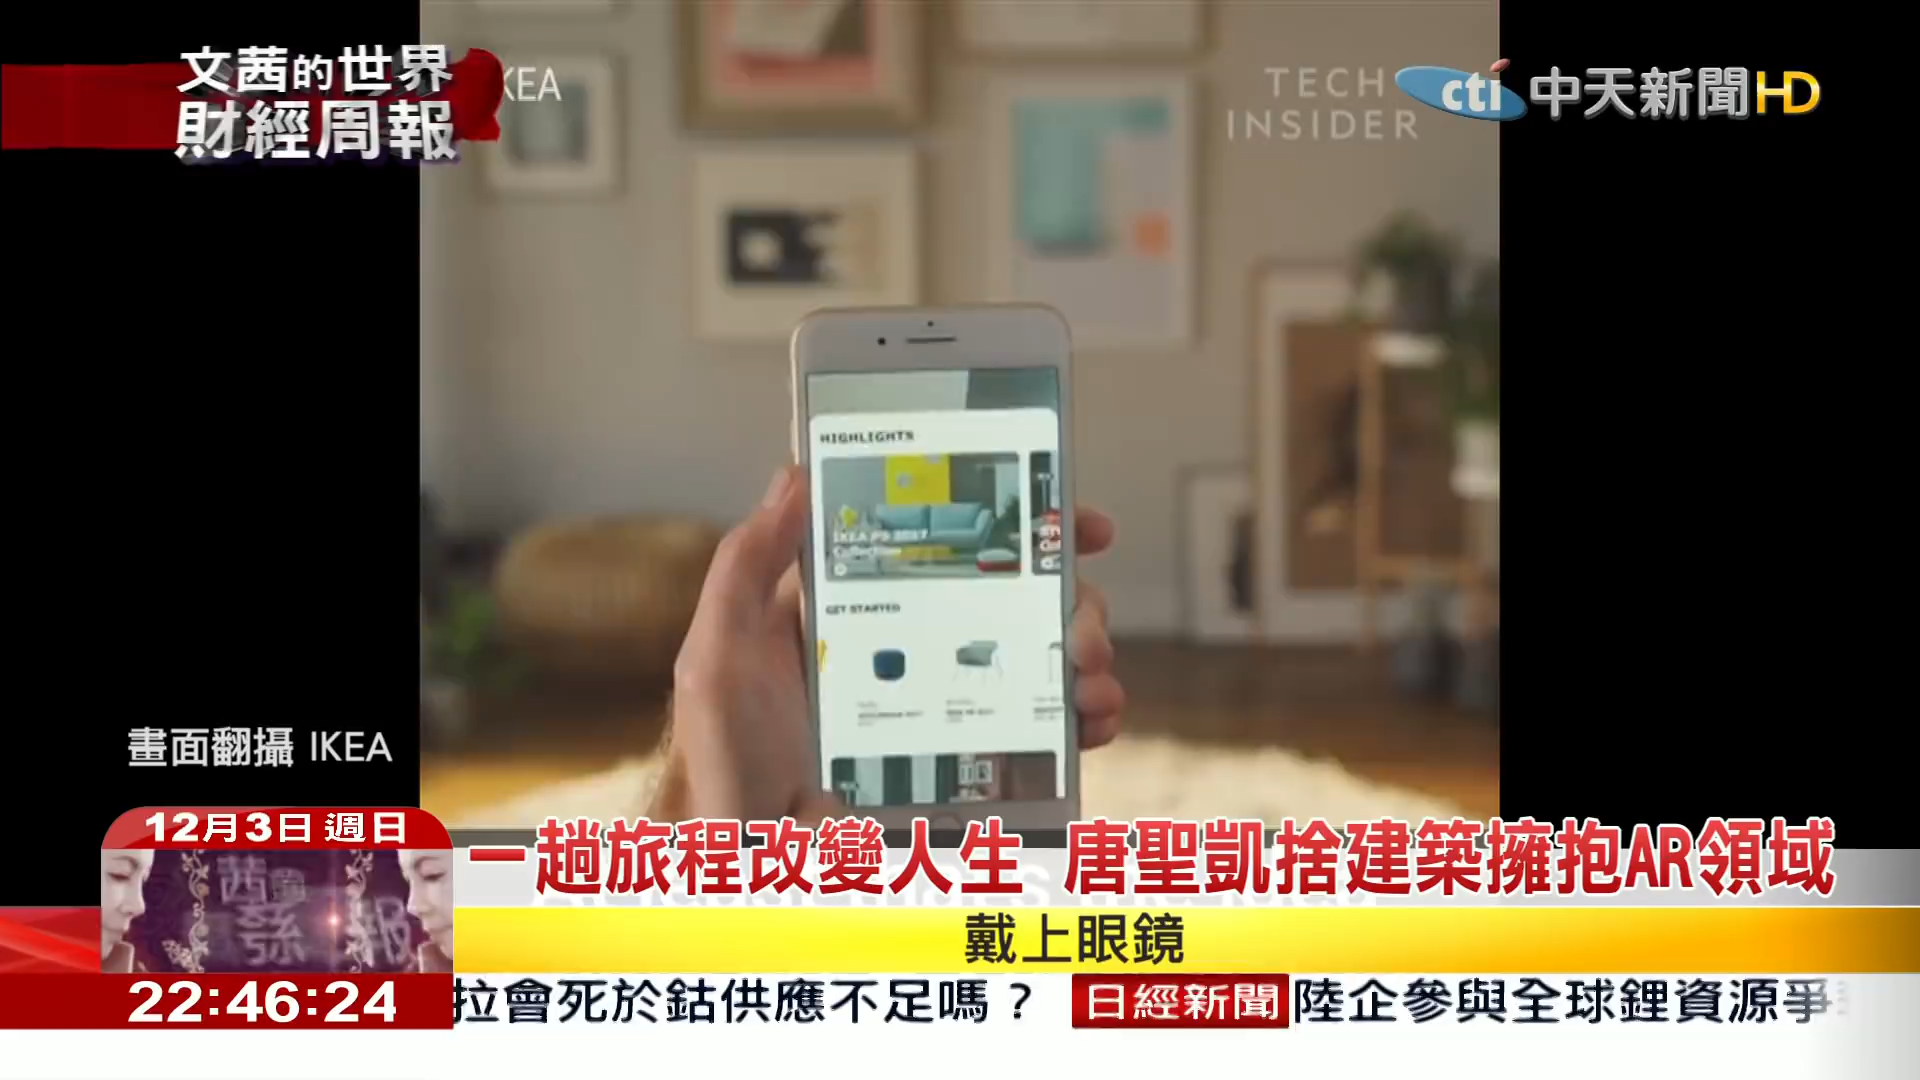 文茜的世界
財經周報
KEA
TECH
INSIDER
cti 中天新聞HD
HIGHLIGHTS
IKEA PS 2017
Collection
GET STARTED
畫面翻攝 IKEA
12月3日 週日
一趟旅程改變人生 唐聖凱捨建築擁抱AR領域
戴上眼鏡
22:46:24
拉會死於鈷供應不足嗎？ 日經新聞 陸企參與全球鋰資源爭